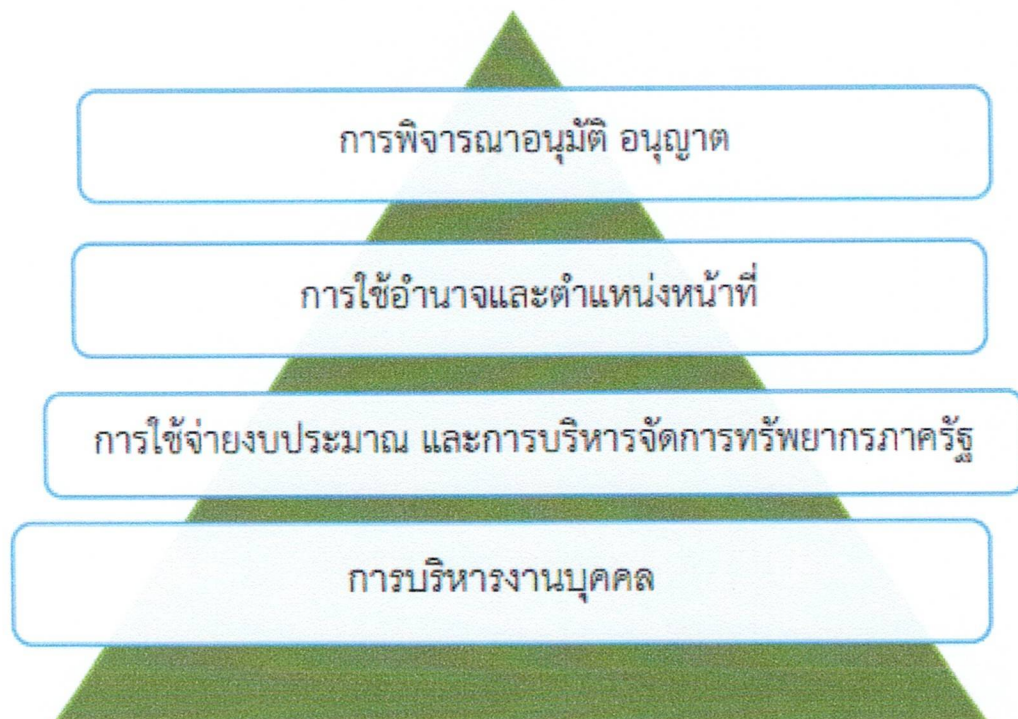 การพิจารณาอนุมัติ อนุญาต
การใช้อำนาจและตำแหน่งหน้าที่
การใช้จ่ายงบประมาณ และการบริหารจัดการทรัพยากรภาครัฐ
การบริหารงานบุคคล